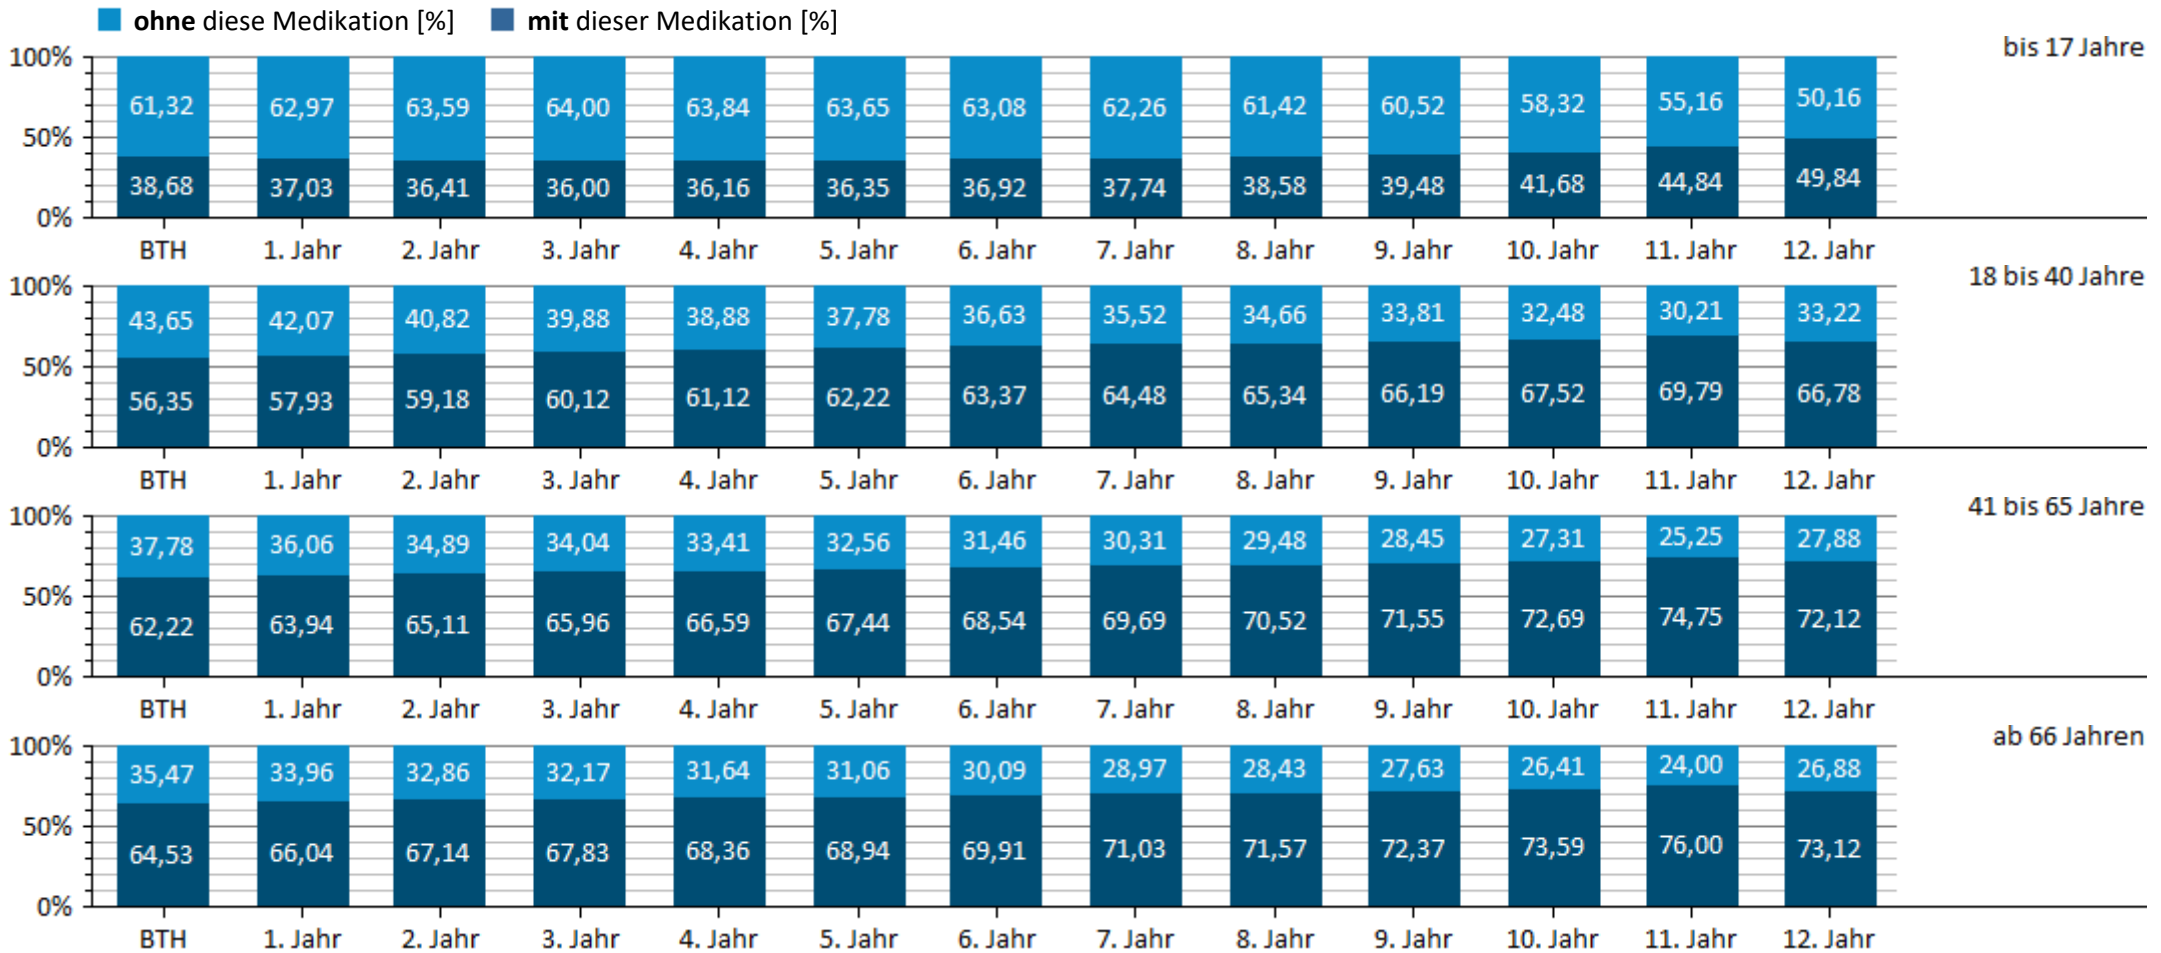 ohne diese Medikation [%] mit dieser Medikation [%]
bis 17 Jahre
100%
61,32 62,97 63,59 64,00 63,84 63,65 63,08 62,26 61,42 60,52 58,32 55,16 50,16
50%
38,68 37,03 36,41 36,00 36,16 36,35 36,92 37,74 38,58 39,48 41,68 44,84 49,84
0%
BTH 1. Jahr 2. Jahr 3. Jahr 4. Jahr 5. Jahr 6. Jahr 7. Jahr 8. Jahr 9. Jahr 10. Jahr 11. Jahr 12. Jahr
18 bis 40 Jahre
100%
43,65 42,07 40,82 39,88 38,88 37,78 36,63 35,52 34,66 33,81 32,48 30,21 33,22
50%
56,35 57,93 59,18 60,12 61,12 62,22 63,37 64,48 65,34 66,19 67,52 69,79 66,78
0%
BTH 1. Jahr 2. Jahr 3. Jahr 4. Jahr 5. Jahr 6. Jahr 7. Jahr 8. Jahr 9. Jahr 10. Jahr 11. Jahr 12. Jahr
41 bis 65 Jahre
100%
37,78 36,06 34,89 34,04 33,41 32,56 31,46 30,31 29,48 28,45 27,31 25,25 27,88
50%
62,22 63,94 65,11 65,96 66,59 67,44 68,54 69,69 70,52 71,55 72,69 74,75 72,12
0%
BTH 1. Jahr 2. Jahr 3. Jahr 4. Jahr 5. Jahr 6. Jahr 7. Jahr 8. Jahr 9. Jahr 10. Jahr 11. Jahr 12. Jahr
ab 66 Jahren
100%
35,47 33,96 32,86 32,17 31,64 31,06 30,09 28,97 28,43 27,63 26,41 24,00 26,88
50%
64,53 66,04 67,14 67,83 68,36 68,94 69,91 71,03 71,57 72,37 73,59 76,00 73,12
0%
BTH 1. Jahr 2. Jahr 3. Jahr 4. Jahr 5. Jahr 6. Jahr 7. Jahr 8. Jahr 9. Jahr 10. Jahr 11. Jahr 12. Jahr